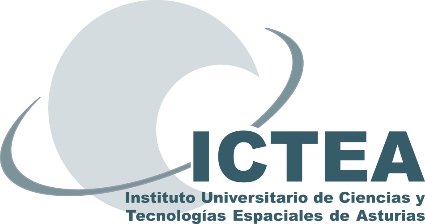 ICTEA
Instituto Universitario de Ciencias y
Tecnologías Espaciales de Asturias